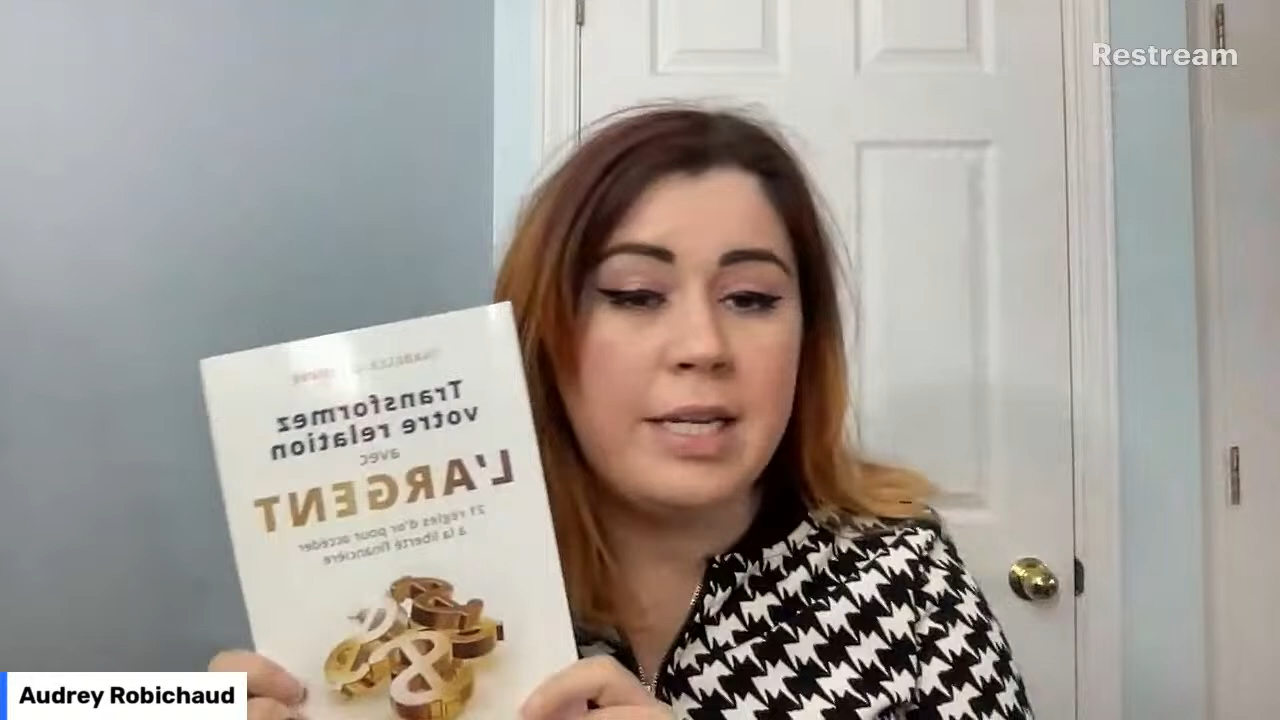 Restream
Transformez
votre relation
avec
L'ARGENT
21 règles d'or pour accéder
à la liberté financière
Audrey Robichaud